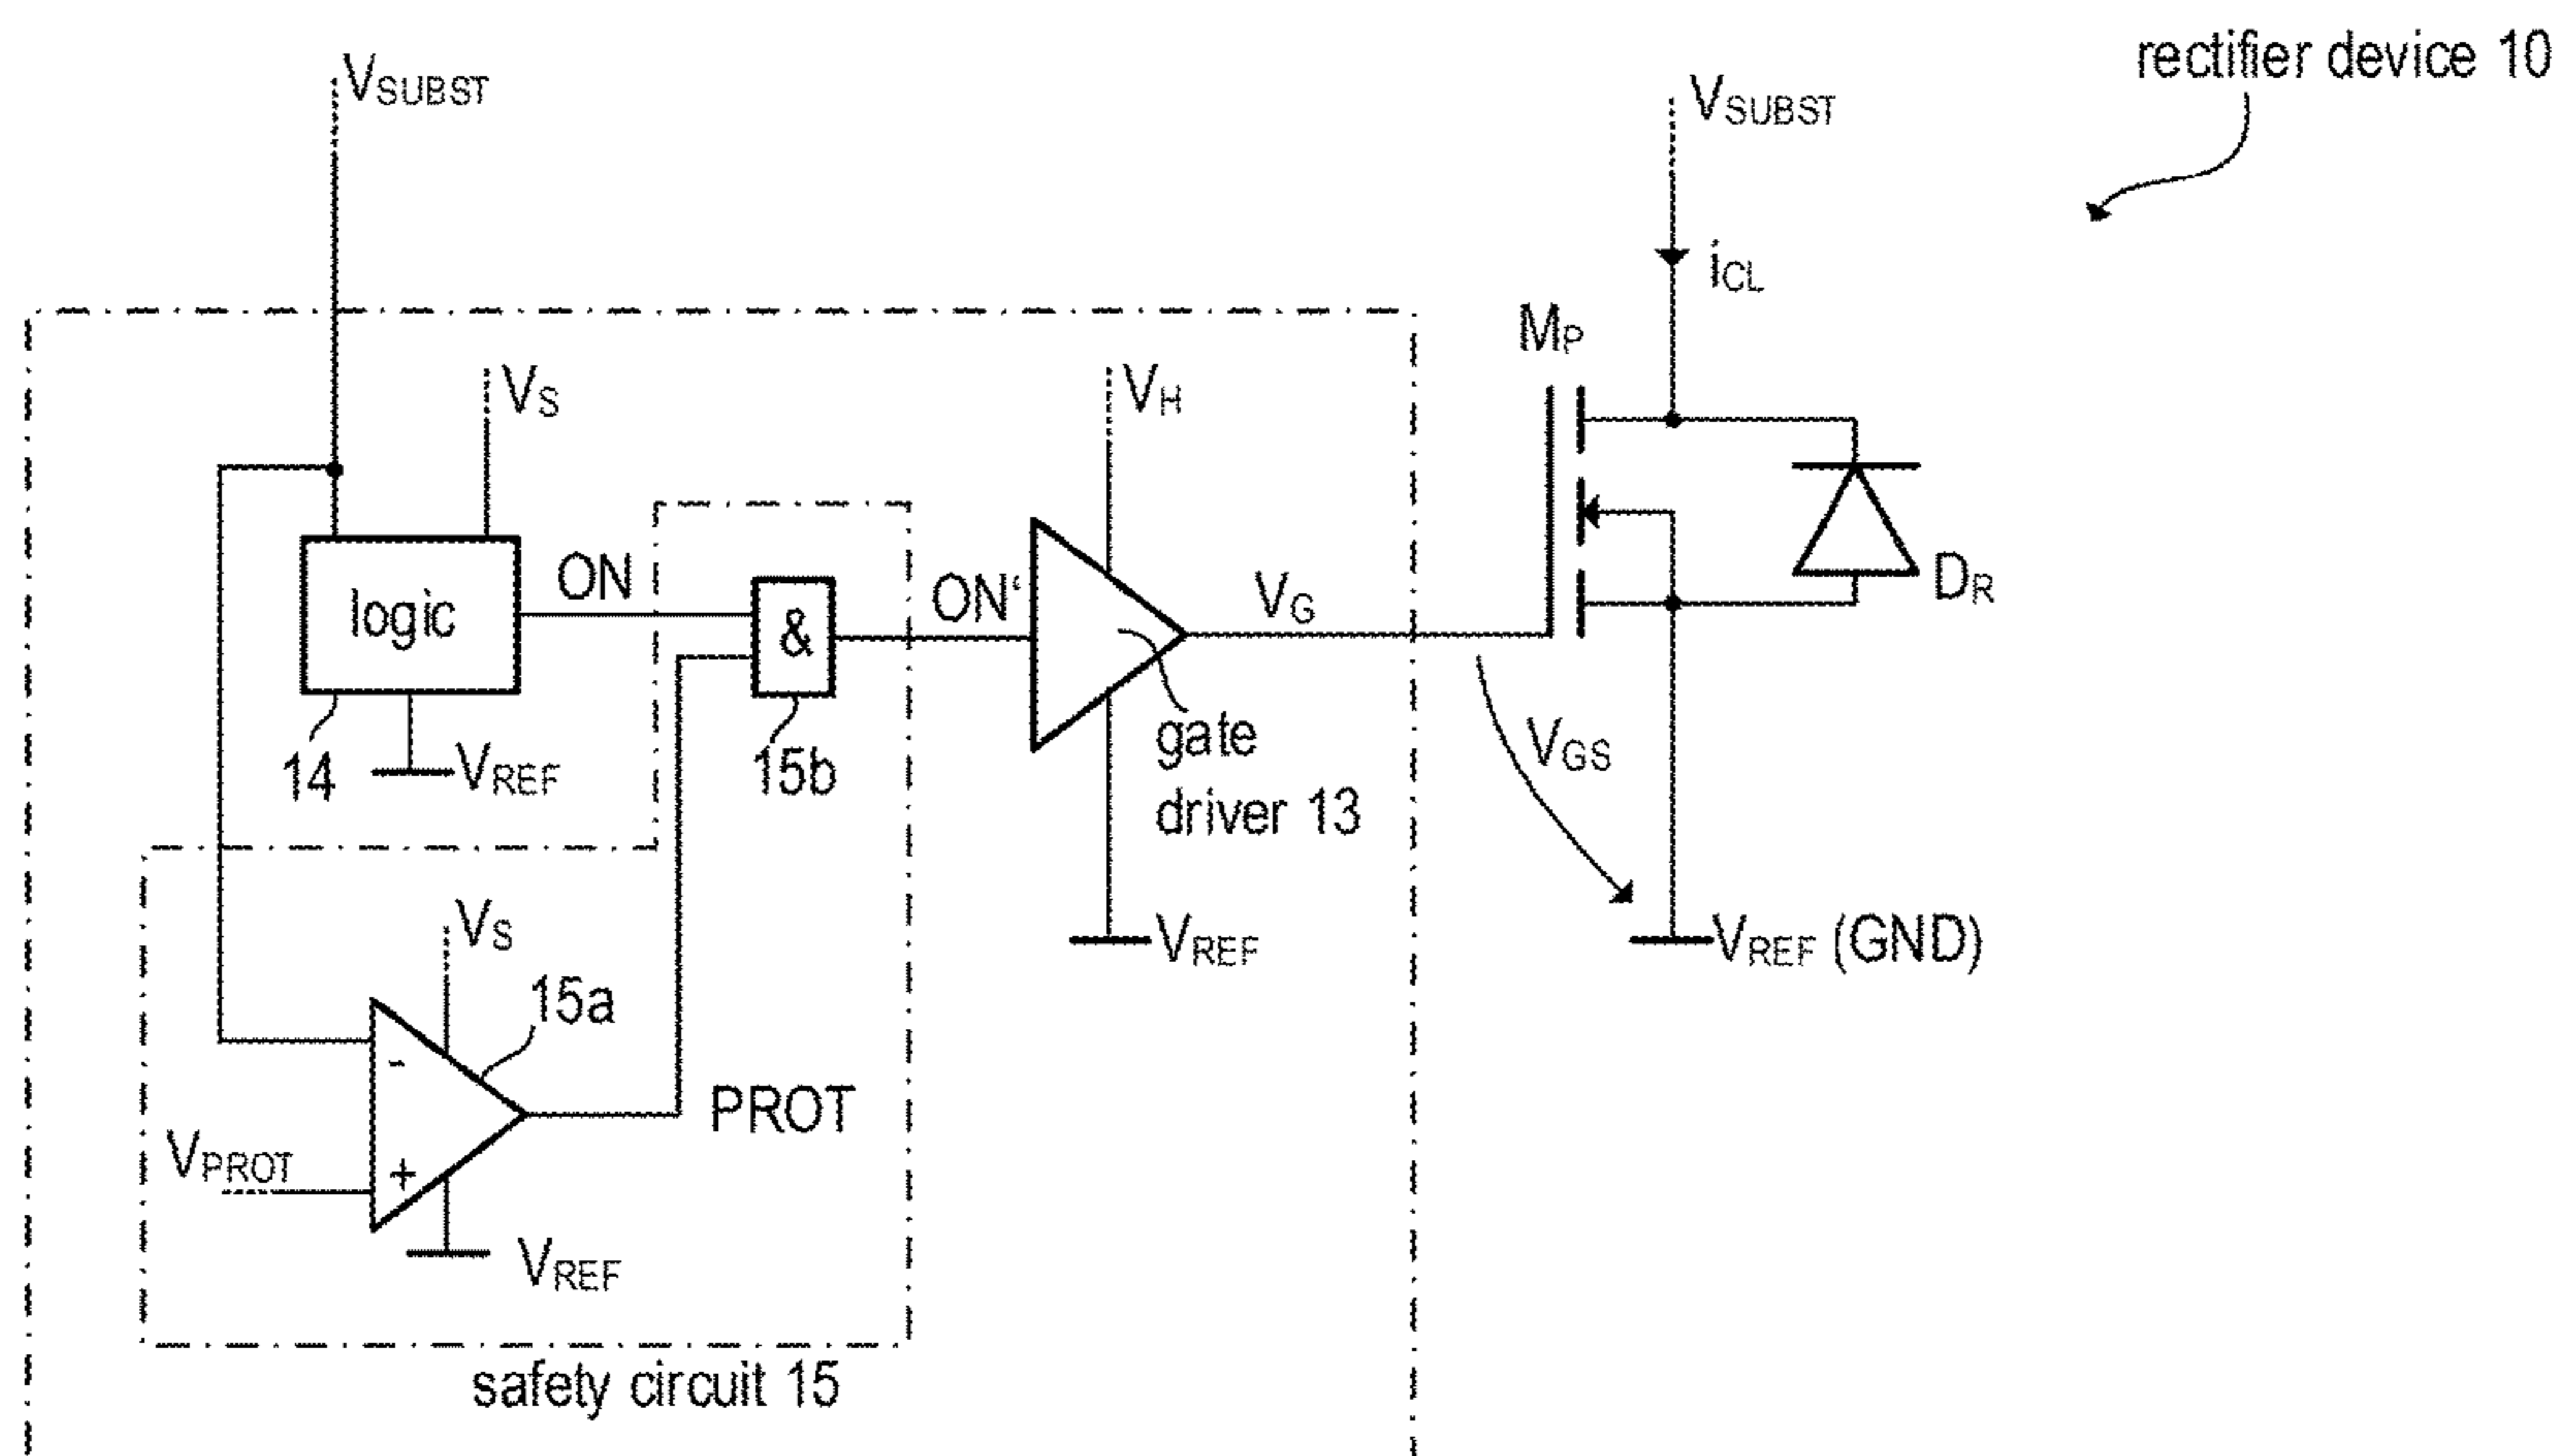 rectifier device 10
VSUBST
VSUBST
iCL
MP
VS
VH
logic
ON
&
ON‘
VG
DR
14
VREF
15b
gate
driver 13
VGS
VS
15a
VREF
VREF (GND)
-
+
VPROT
PROT
VREF
safety circuit 15